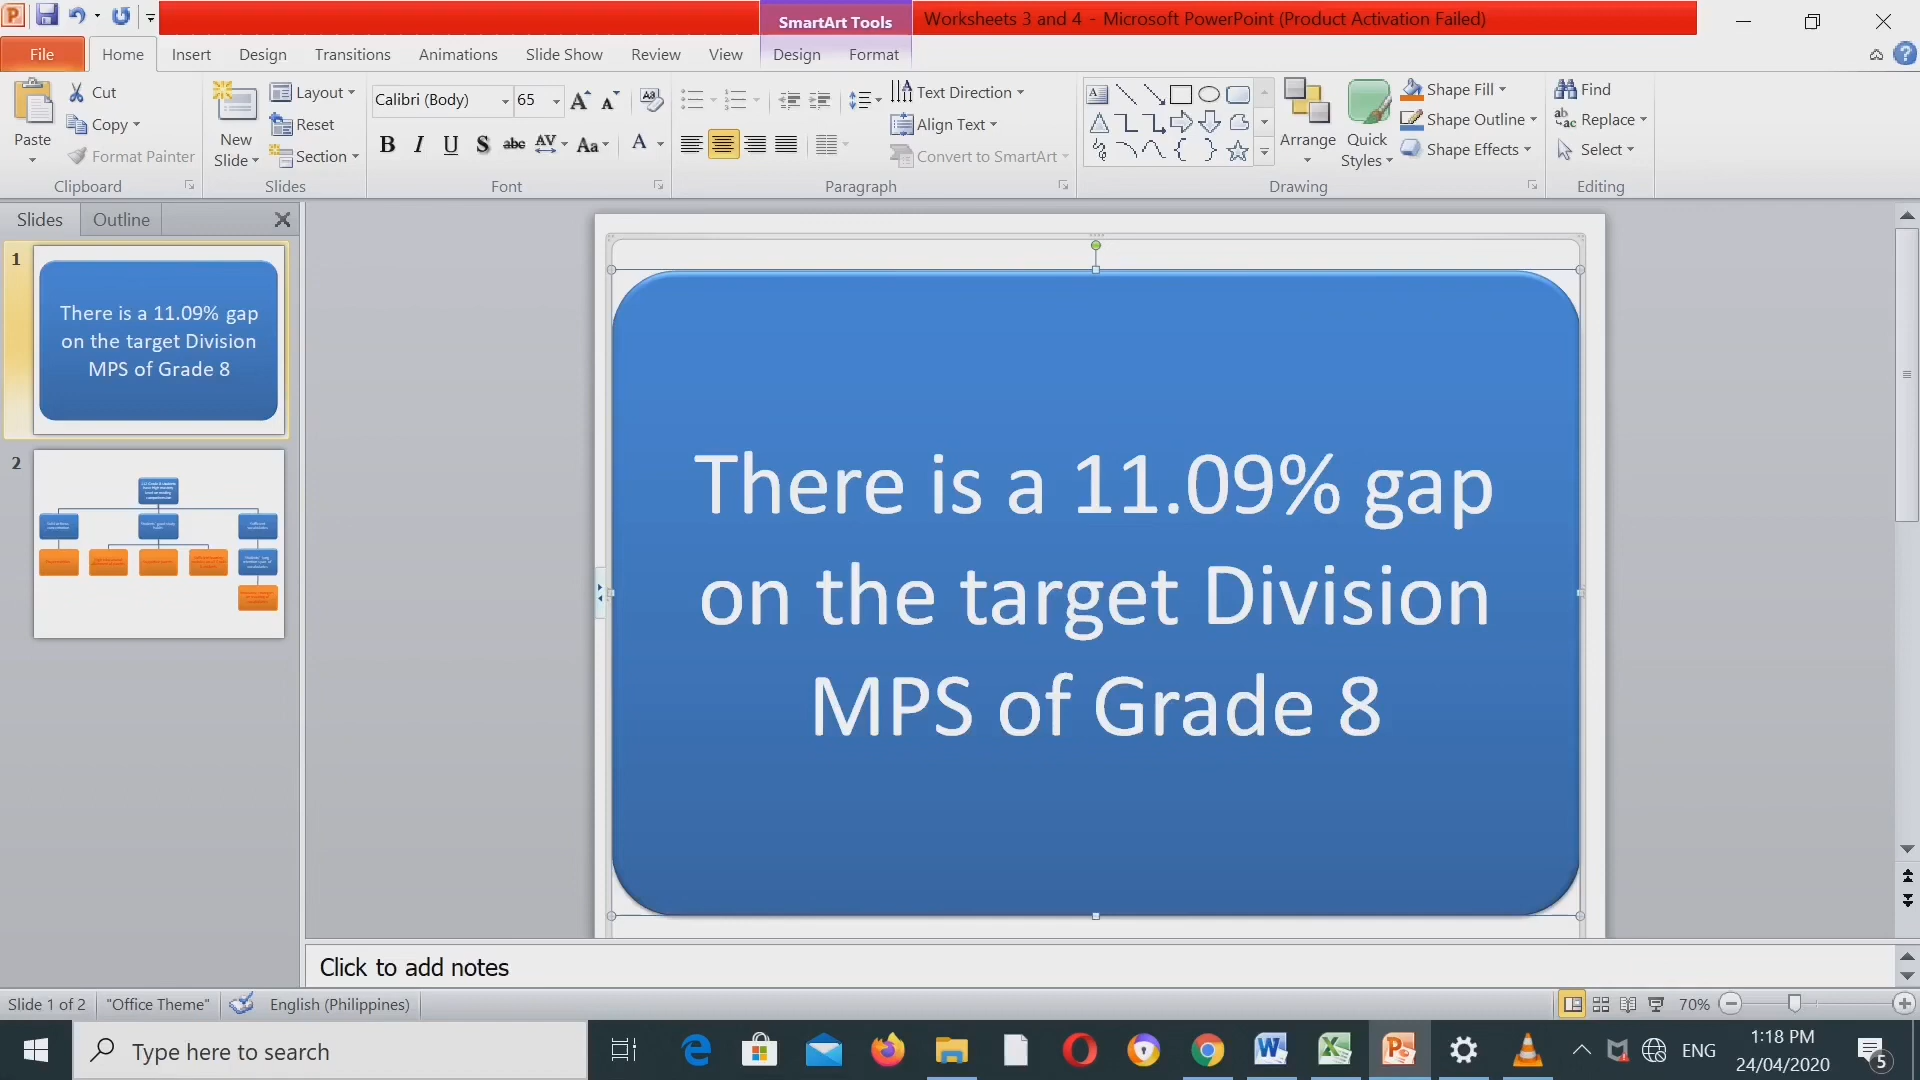 SmartArt Tools
Worksheets 3 and 4 - Microsoft PowerPoint (Product Activation Failed)
File Home Insert Design Transitions Animations Slide Show Review View Design Format
Paste
Cut
Copy
Format Painter
Clipboard
New Slide
Layout
Reset
Section
Slides
Calibri (Body) 65
B I U S abc AV Aa A
Font
Text Direction
Align Text
Convert to SmartArt
Paragraph
Arrange
Quick Styles
Shape Fill
Shape Outline
Shape Effects
Drawing
Find
Replace
Select
Editing
Slides Outline
1
There is a 11.09% gap
on the target Division
MPS of Grade 8
2
There is a 11.09% gap
on the target Division
MPS of Grade 8
Click to add notes
Slide 1 of 2 "Office Theme" English (Philippines) 70%
Type here to search
ENG
1:18 PM
24/04/2020
5